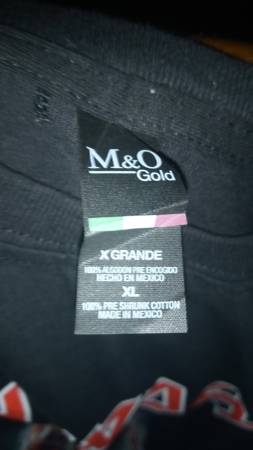 M&O
Gold
X'GRANDE
100% ALGODON PRE ENCOGIDO
HECHO EN MEXICO
XL
100% PRE SHRUNK COTTON
MADE IN MEXICO